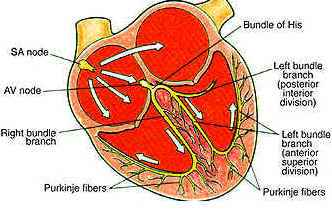 Bundle of His
SA node
AV node
Left bundle
branch
(posterior
interior
division)
Right bundle
branch
Left bundle
branch
(anterior
superior
division)
Purkinje fibers
Purkinje fibers